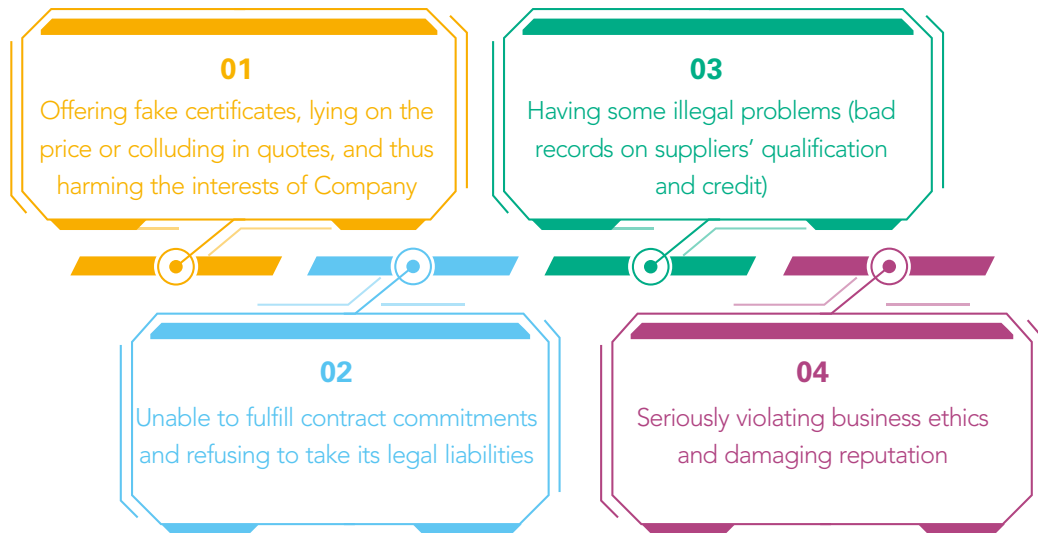 01
Offering fake certificates, lying on the
price or colluding in quotes, and thus
harming the interests of Company
02
Unable to fulfill contract commitments
and refusing to take its legal liabilities
03
Having some illegal problems (bad
records on suppliers’ qualification
and credit)
04
Seriously violating business ethics
and damaging reputation